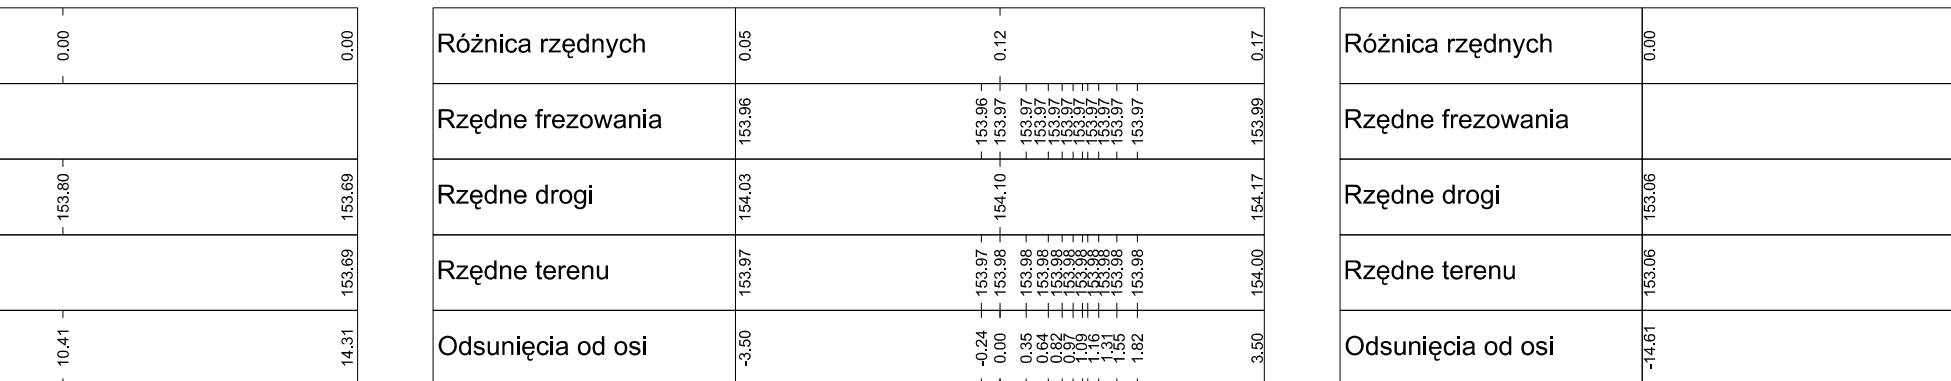 0.00 0.00
153.80 153.69
153.69
10.41 14.31
Różnica rzędnych 0.05 0.12 0.17
Rzędne frezowania 153.96 153.96 153.97 153.97 153.97 153.97 153.97 153.97 153.97 153.97 153.97 153.97 153.99
Rzędne drogi 154.03 154.10 154.17
Rzędne terenu 153.97 153.97 153.98 153.98 153.98 153.98 153.98 153.98 153.98 153.98 153.98 153.98 154.00
Odsunięcia od osi -3.50 -0.24 0.00 0.35 0.64 0.82 0.97 1.09 1.16 1.31 1.55 1.82 3.50
Różnica rzędnych 0.00
Rzędne frezowania
Rzędne drogi 153.06
Rzędne terenu 153.06
Odsunięcia od osi -14.61